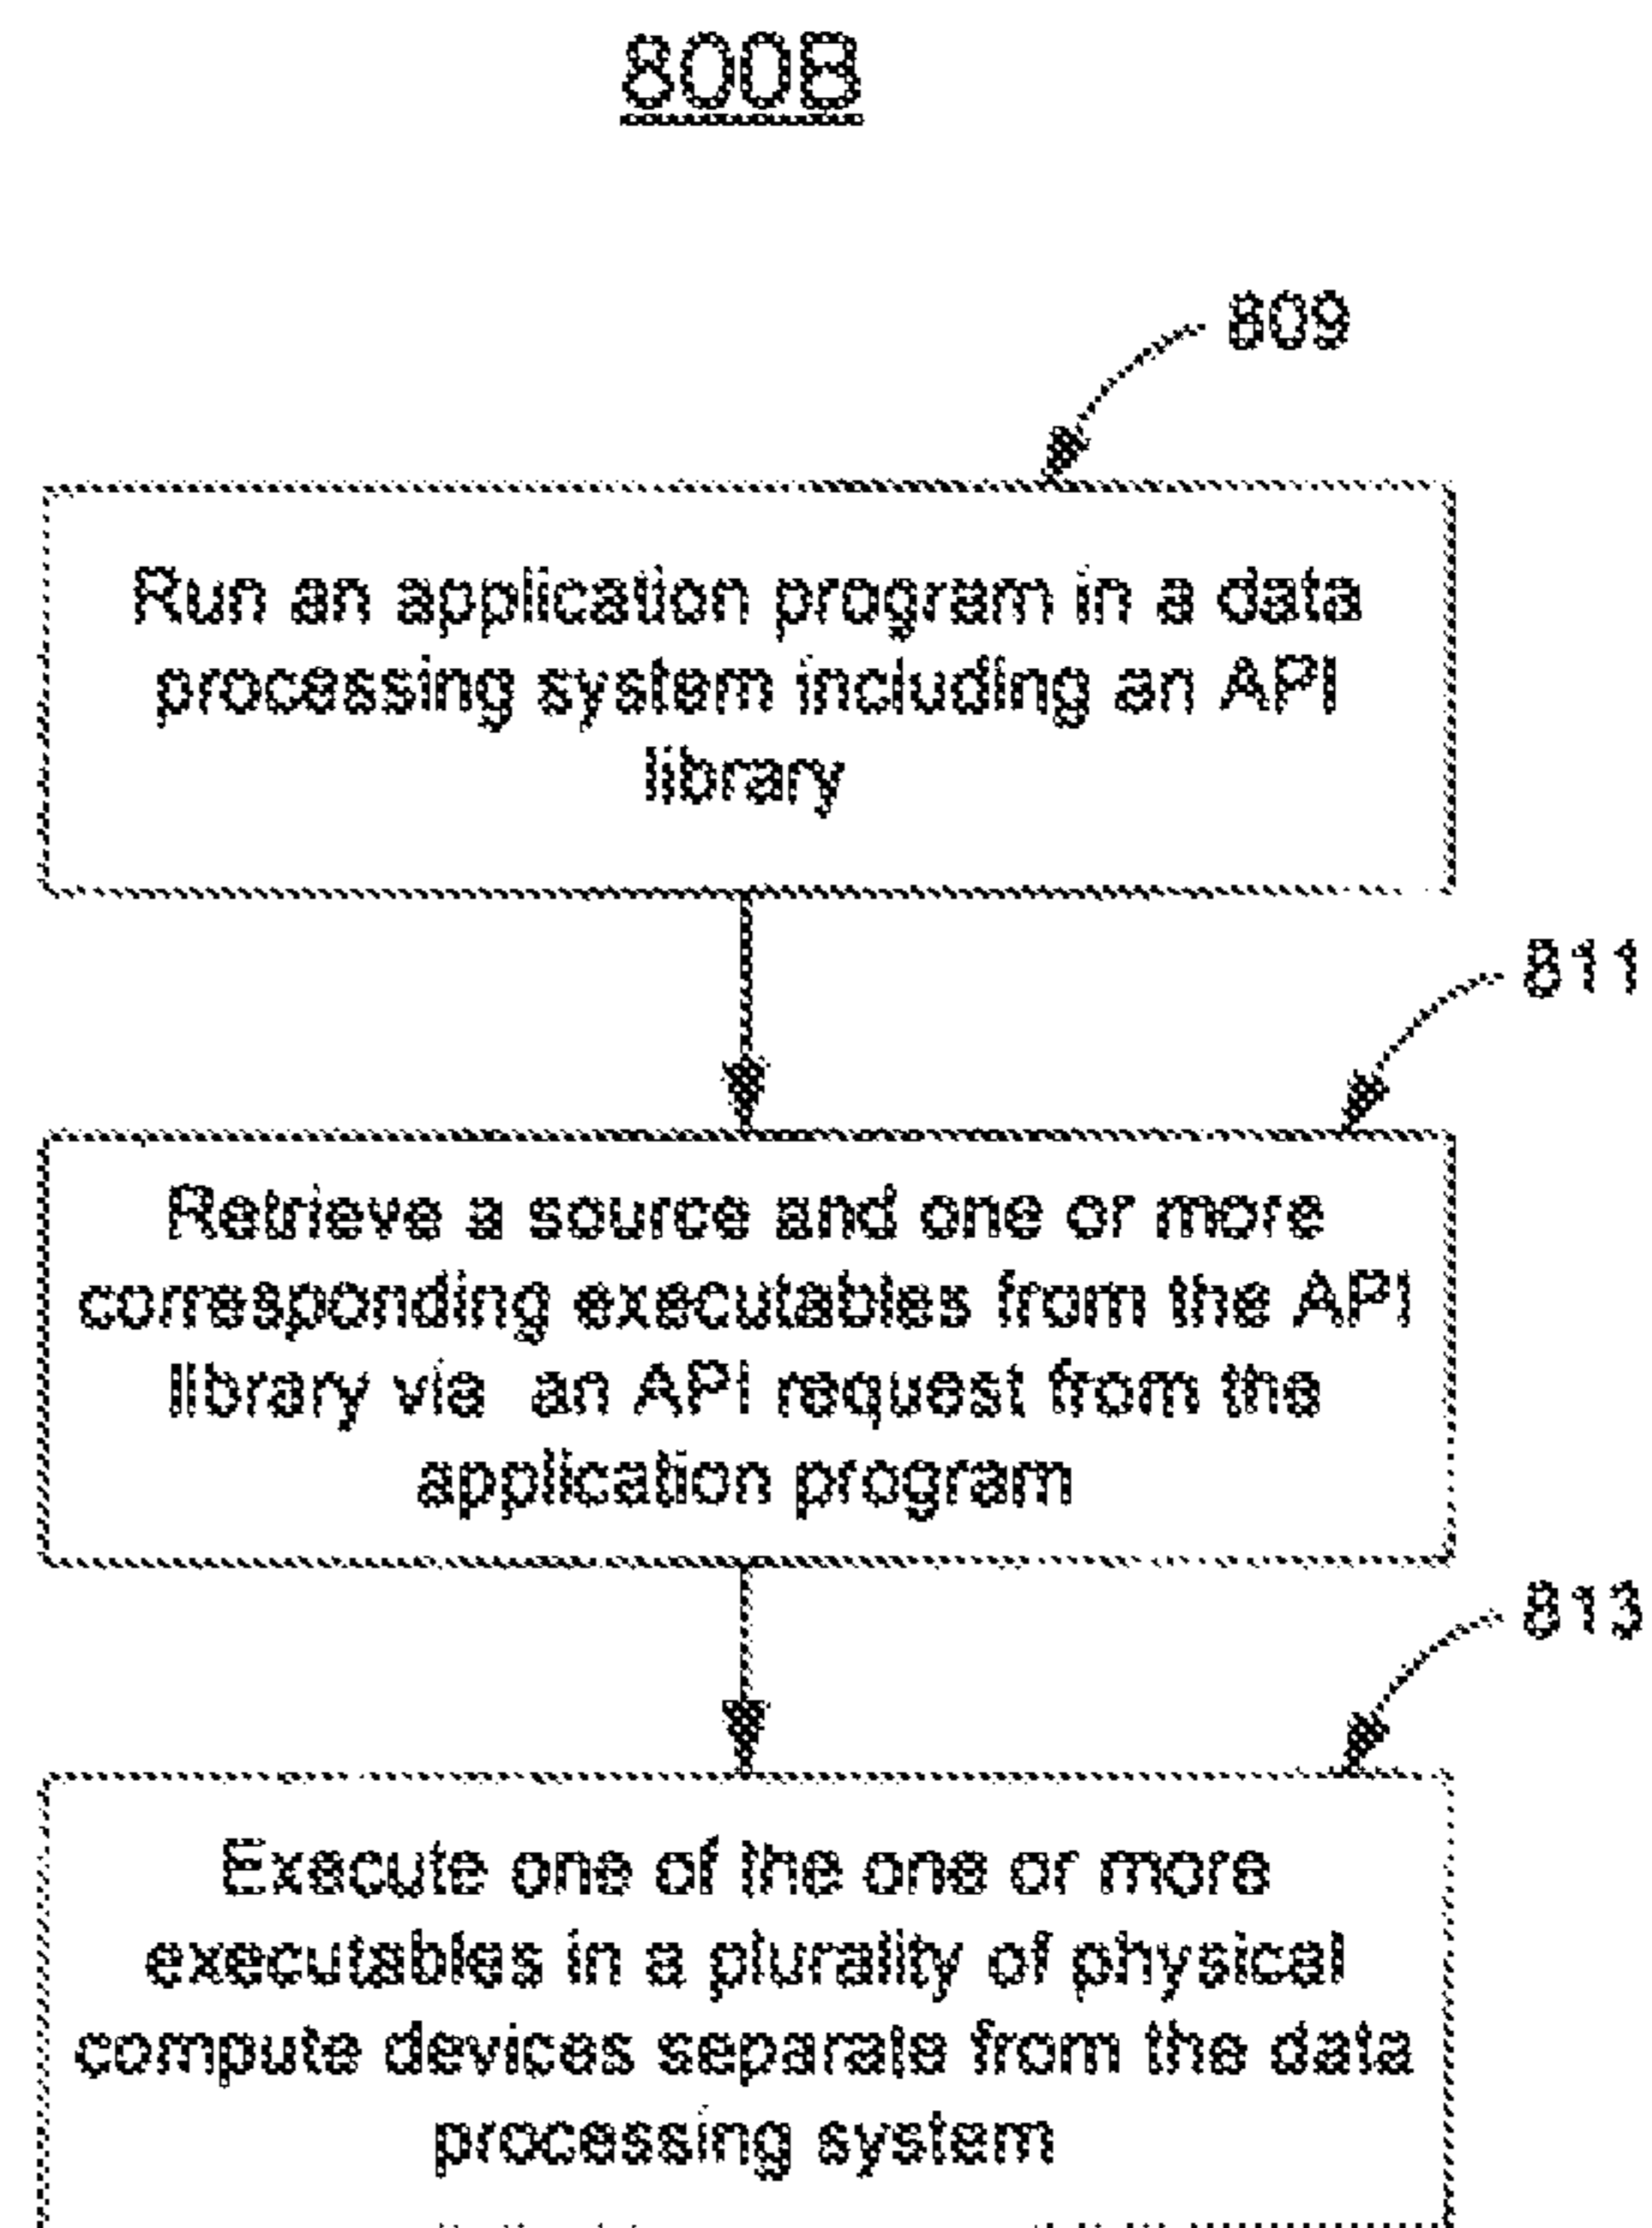 800B
809
Run an application program in a data
processing system including an API
library
811
Retrieve a source and one or more
corresponding executables from the API
library via an API request from the
application program
813
Execute one of the one or more
executables in a plurality of physical
compute devices separate from the data
processing system